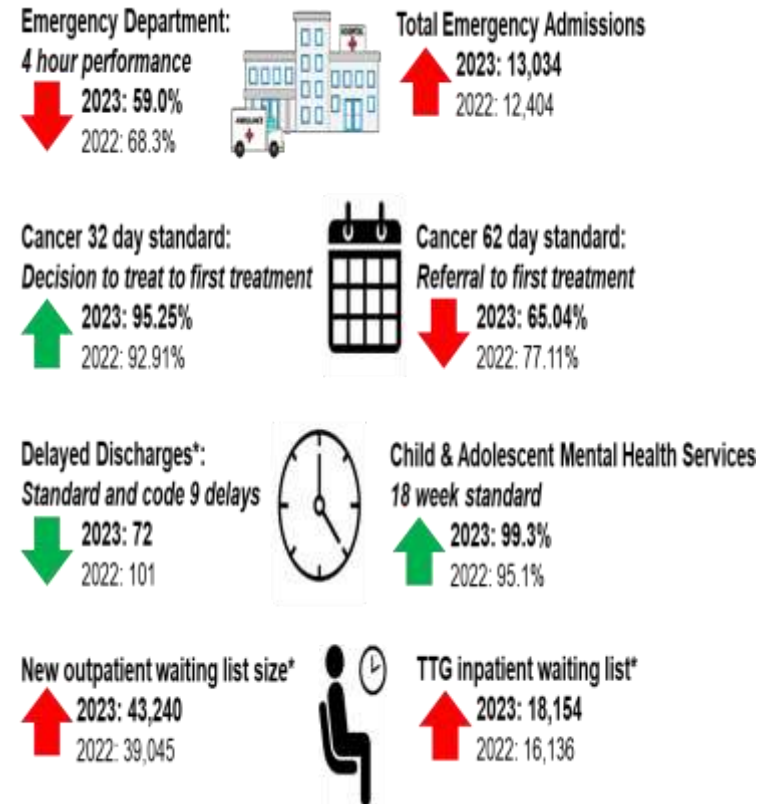 Emergency Department:
4 hour performance
2023: 59.0%
2022: 68.3%
HOSPITAL
AMBULANCE
Total Emergency Admissions
2023: 13,034
2022: 12,404
Cancer 32 day standard:
Decision to treat to first treatment
2023: 95.25%
2022: 92.91%
Cancer 62 day standard:
Referral to first treatment
2023: 65.04%
2022: 77.11%
Delayed Discharges*:
Standard and code 9 delays
2023: 72
2022: 101
Child & Adolescent Mental Health Services
18 week standard
2023: 99.3%
2022: 95.1%
New outpatient waiting list size*
2023: 43,240
2022: 39,045
TTG inpatient waiting list*
2023: 18,154
2022: 16,136